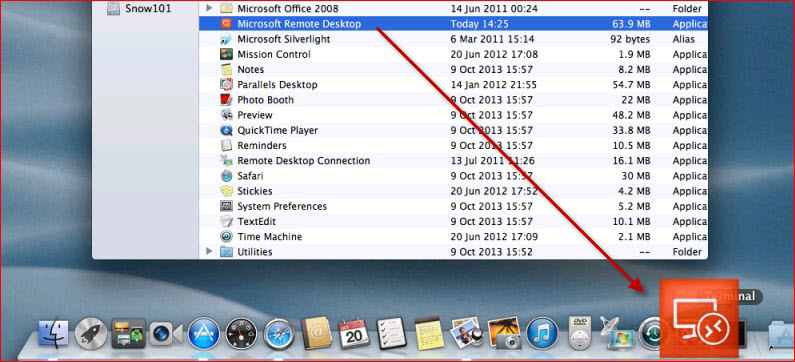 Snow101
Microsoft Office 2008 14 Jun 2011 00:24 -- Folder
Microsoft Remote Desktop Today 14:25 63.9 MB Applica
Microsoft Silverlight 6 Mar 2011 15:14 92 bytes Alias
Mission Control 20 Jun 2012 17:08 1.9 MB Applica
Notes 9 Oct 2013 15:57 8.2 MB Applica
Parallels Desktop 14 Jan 2012 21:55 54.7 MB Applica
Photo Booth 9 Oct 2013 15:57 22 MB Applica
Preview 9 Oct 2013 15:57 48.2 MB Applica
QuickTime Player 9 Oct 2013 15:57 33.8 MB Applica
Reminders 9 Oct 2013 15:57 10.5 MB Applica
Remote Desktop Connection 13 Jul 2011 11:26 16.1 MB Applica
Safari 9 Oct 2013 15:57 30 MB Applica
Stickies 20 Jun 2012 17:52 4.2 MB Applica
System Preferences 9 Oct 2013 15:57 5.2 MB Applica
TextEdit 9 Oct 2013 15:57 10.1 MB Applica
Time Machine 20 Jun 2012 17:09 2.1 MB Applica
Utilities 9 Oct 2013 15:52 -- Folder
Terminal
20
DVD